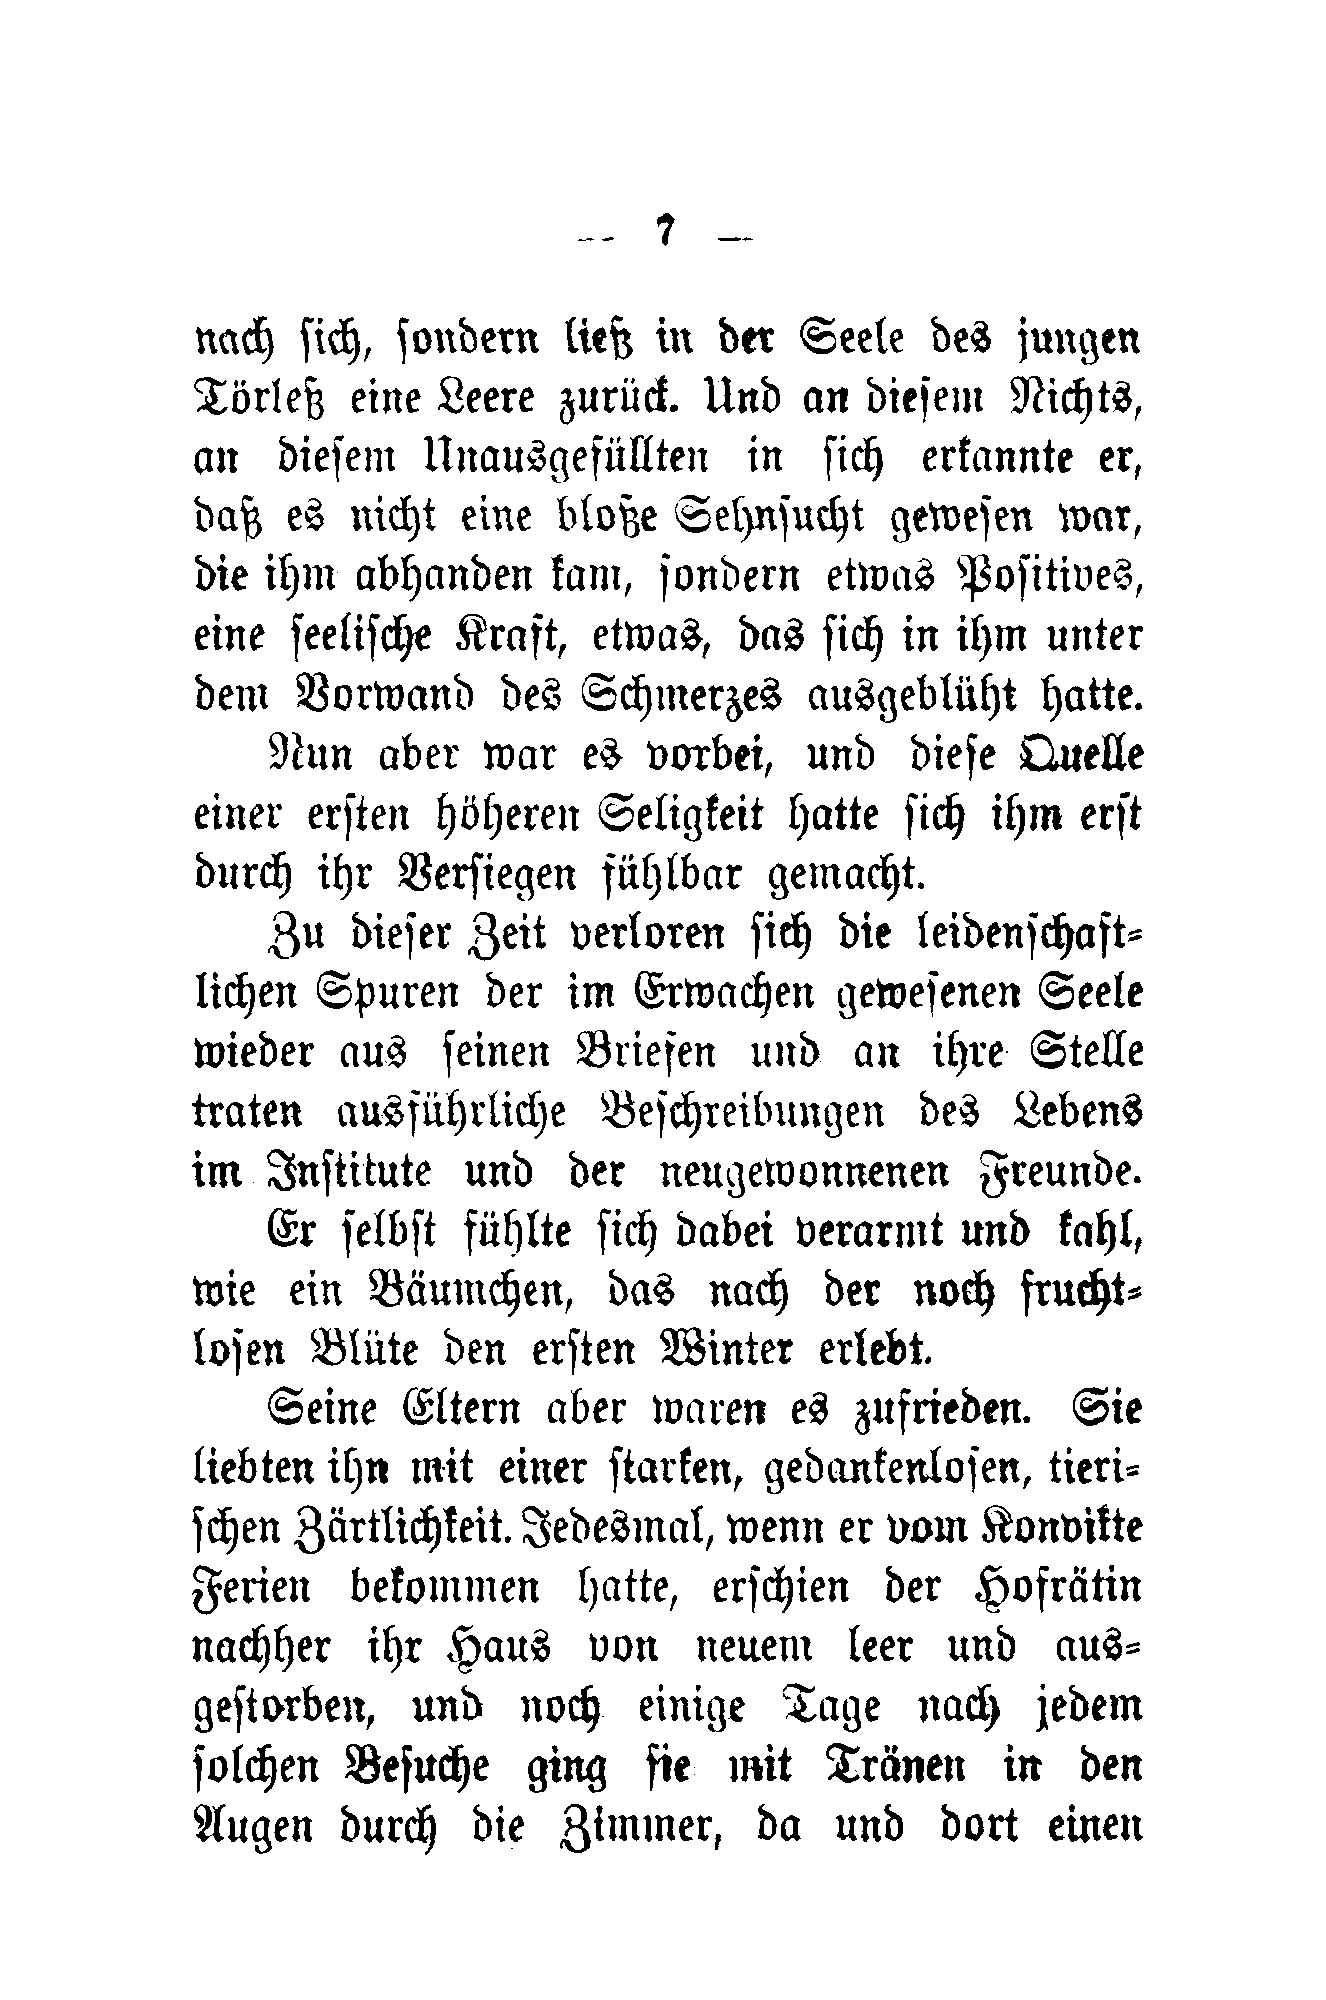 — 7 —
nach sich, sondern ließ in der Seele des jungen
Törleß eine Leere zurück. Und an diesem Nichts,
an diesem Unausgefüllten in sich erkannte er,
daß es nicht eine bloße Sehnsucht gewesen war,
die ihm abhanden kam, sondern etwas Positives,
eine seelische Kraft, etwas, das sich in ihm unter
dem Vorwand des Schmerzes ausgeblüht hatte.
Nun aber war es vorbei, und diese Quelle
einer ersten höheren Seligkeit hatte sich ihm erst
durch ihr Versiegen fühlbar gemacht.
Zu dieser Zeit verloren sich die leidenschaft-
lichen Spuren der im Erwachen gewesenen Seele
wieder aus seinen Briefen und an ihre Stelle
traten ausführliche Beschreibungen des Lebens
im Institute und der neugewonnenen Freunde.
Er selbst fühlte sich dabei verarmt und kahl,
wie ein Bäumchen, das nach der noch frucht-
losen Blüte den ersten Winter erlebt.
Seine Eltern aber waren es zufrieden. Sie
liebten ihn mit einer starken, gedankenlosen, tieri-
schen Zärtlichkeit. Jedesmal, wenn er vom Konvikte
Ferien bekommen hatte, erschien der Hofrätin
nachher ihr Haus von neuem leer und aus-
gestorben, und noch einige Tage nach jedem
solchen Besuche ging sie mit Tränen in den
Augen durch die Zimmer, da und dort einen